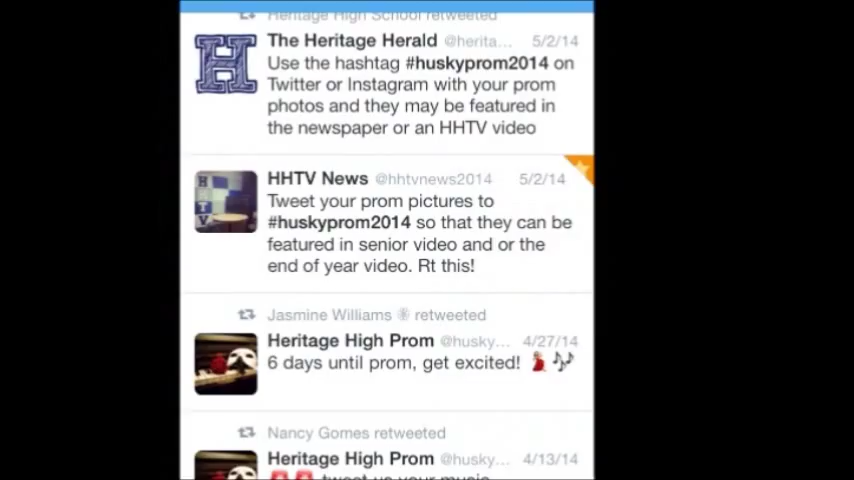 Heritage High School retweeted
The Heritage Herald @herita... 5/2/14
Use the hashtag #huskyprom2014 on
Twitter or Instagram with your prom
photos and they may be featured in
the newspaper or an HHTV video
HHTV News @hhtvnews2014 5/2/14
Tweet your prom pictures to
#huskyprom2014 so that they can be
featured in senior video and or the
end of year video. Rt this!
Jasmine Williams retweeted
Heritage High Prom @husky... 4/27/14
6 days until prom, get excited! 💃🎶
Nancy Gomes retweeted
Heritage High Prom @husky... 4/13/14
tweet us your music